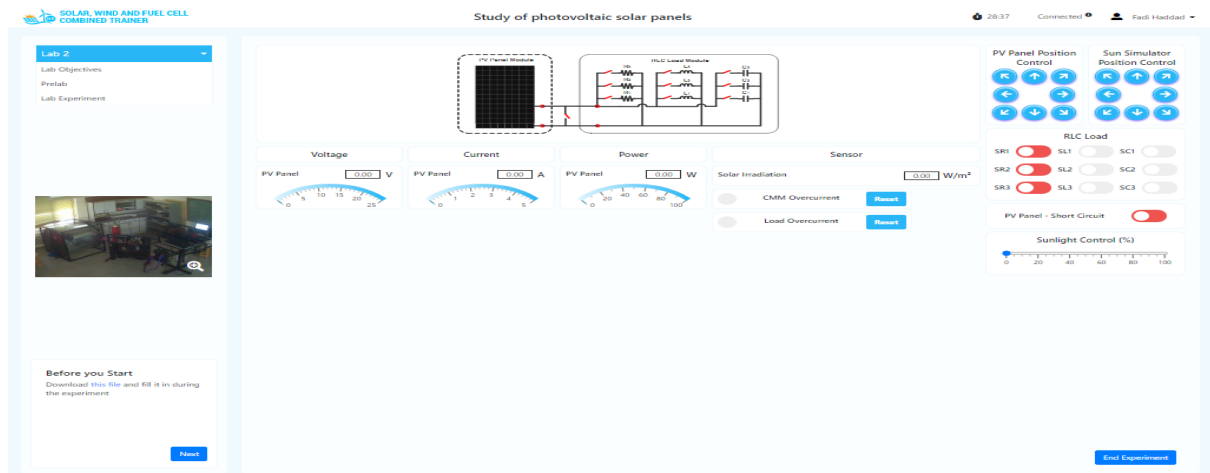 SOLAR, WIND AND FUEL CELL
COMBINED TRAINER
Study of photovoltaic solar panels
28:37
Connected
Fadi Haddad
Lab 2
Lab Objectives
Prelab
Lab Experiment
Before you Start
Download this file and fill it in during
the experiment
Next
PV Panel Module
RLC Load Module
Voltage
Current
Power
Sensor
PV Panel 0.00 V
0 5 10 15 20 25
PV Panel 0.00 A
0 1 2 3 4 5
PV Panel 0.00 W
0 20 40 60 80 100
Solar Irradiation 0.00 W/m²
CMM Overcurrent Reset
Load Overcurrent Reset
PV Panel Position
Control
Sun Simulator
Position Control
RLC Load
SR1 SL1 SC1
SR2 SL2 SC2
SR3 SL3 SC3
PV Panel - Short Circuit
Sunlight Control (%)
0 20 40 60 80 100
End Experiment